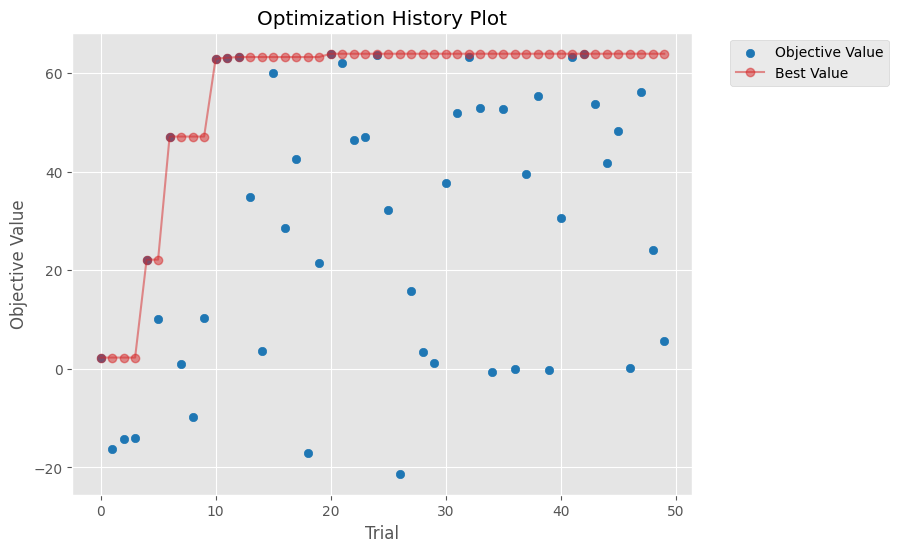 Optimization History Plot
Objective Value
Best Value
Objective Value
60
40
20
0
−20
0 10 20 30 40 50
Trial